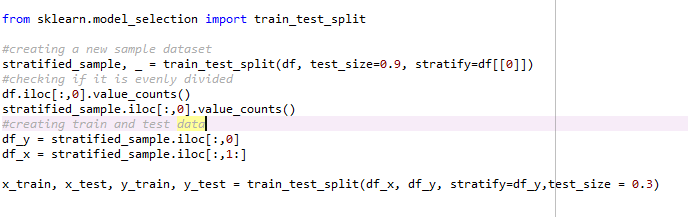 from sklearn.model_selection import train_test_split
#creating a new sample dataset
stratified_sample, _ = train_test_split(df, test_size=0.9, stratify=df[[0]])
#checking if it is evenly divided
df.iloc[:,0].value_counts()
stratified_sample.iloc[:,0].value_counts()
#creating train and test data
df_y = stratified_sample.iloc[:,0]
df_x = stratified_sample.iloc[:,1:]
x_train, x_test, y_train, y_test = train_test_split(df_x, df_y, stratify=df_y,test_size = 0.3)